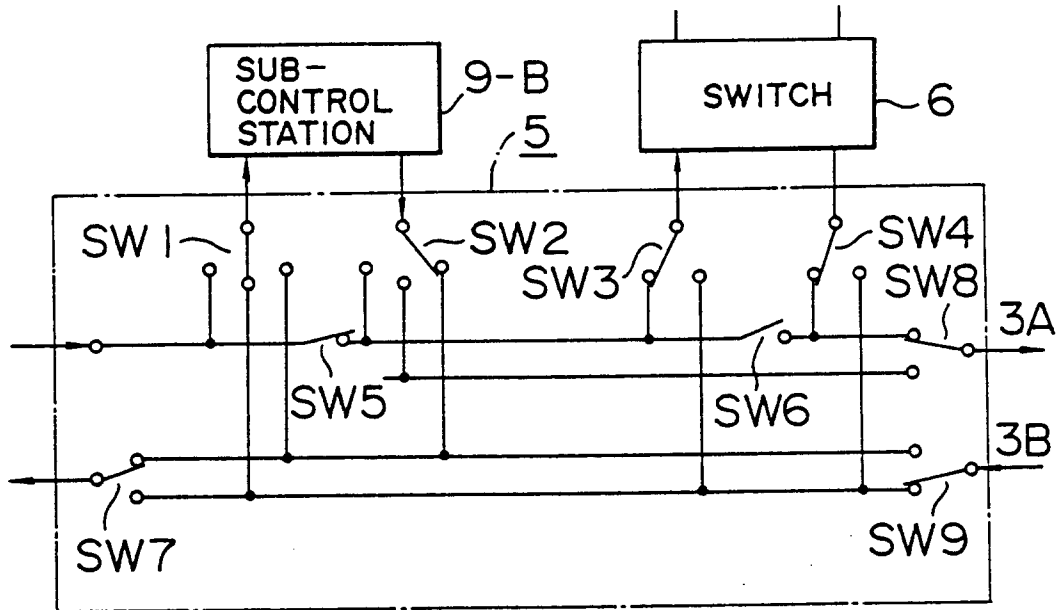 SUB-
CONTROL
STATION
9-B
SWITCH
6
5
SW1
SW2
SW3
SW4
SW8
3A
SW5
SW6
3B
SW7
SW9